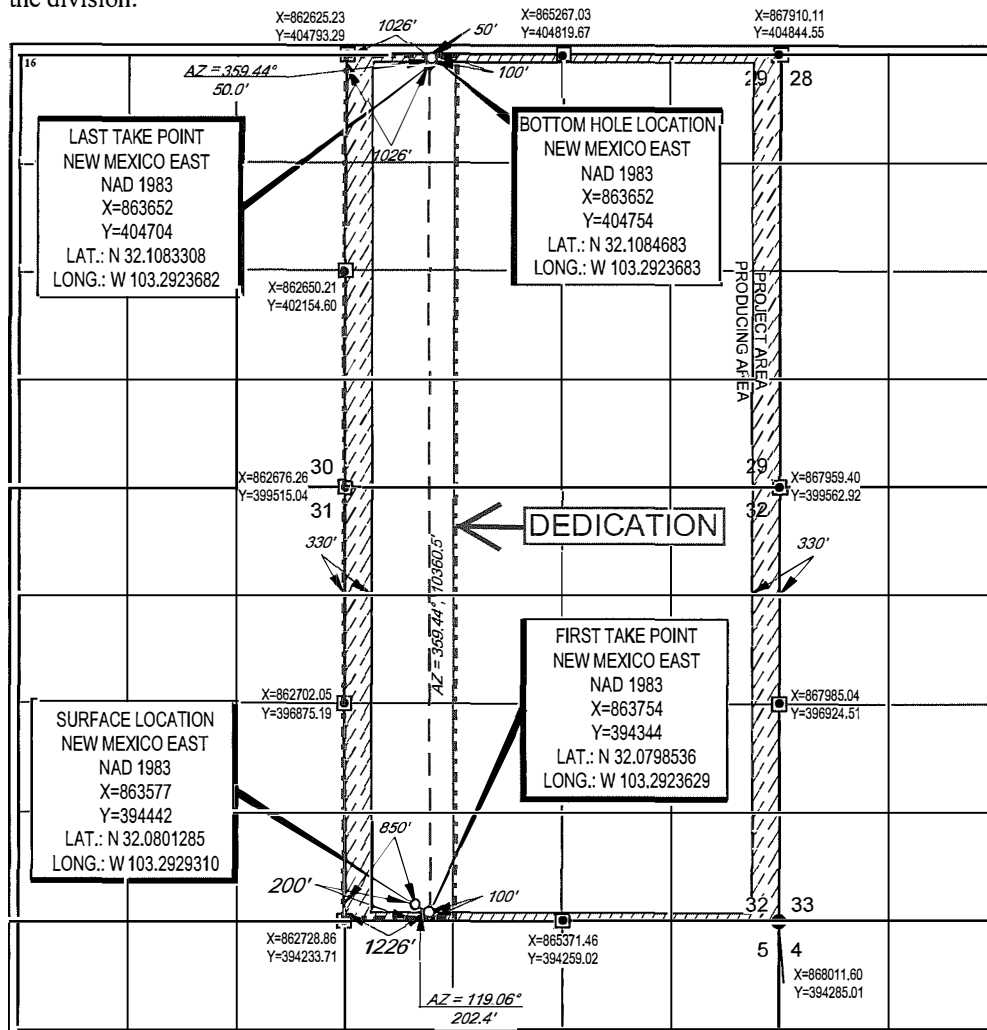 the division.
X=862625.23
Y=404793.29
1026'
50'
X=865267.03
Y=404819.67
X=867910.11
Y=404844.55
16
AZ = 359.44°
50.0'
100'
29
28
LAST TAKE POINT
NEW MEXICO EAST
NAD 1983
X=863652
Y=404704
LAT.: N 32.1083308
LONG.: W 103.2923682
1026'
BOTTOM HOLE LOCATION
NEW MEXICO EAST
NAD 1983
X=863652
Y=404754
LAT.: N 32.1084683
LONG.: W 103.2923683
X=862650.21
Y=402154.60
PROJECT AREA
PRODUCING AREA
X=862676.26
Y=399515.04
30
31
29
32
X=867959.40
Y=399562.92
DEDICATION
330'
330'
AZ = 359.44°, 10360.5'
FIRST TAKE POINT
NEW MEXICO EAST
NAD 1983
X=863754
Y=394344
LAT.: N 32.0798536
LONG.: W 103.2923629
X=862702.05
Y=396875.19
X=867985.04
Y=396924.51
SURFACE LOCATION
NEW MEXICO EAST
NAD 1983
X=863577
Y=394442
LAT.: N 32.0801285
LONG.: W 103.2929310
850'
200'
100'
32
33
X=862728.86
Y=394233.71
1226'
X=865371.46
Y=394259.02
5
4
X=868011.60
Y=394285.01
AZ = 119.06°
202.4'